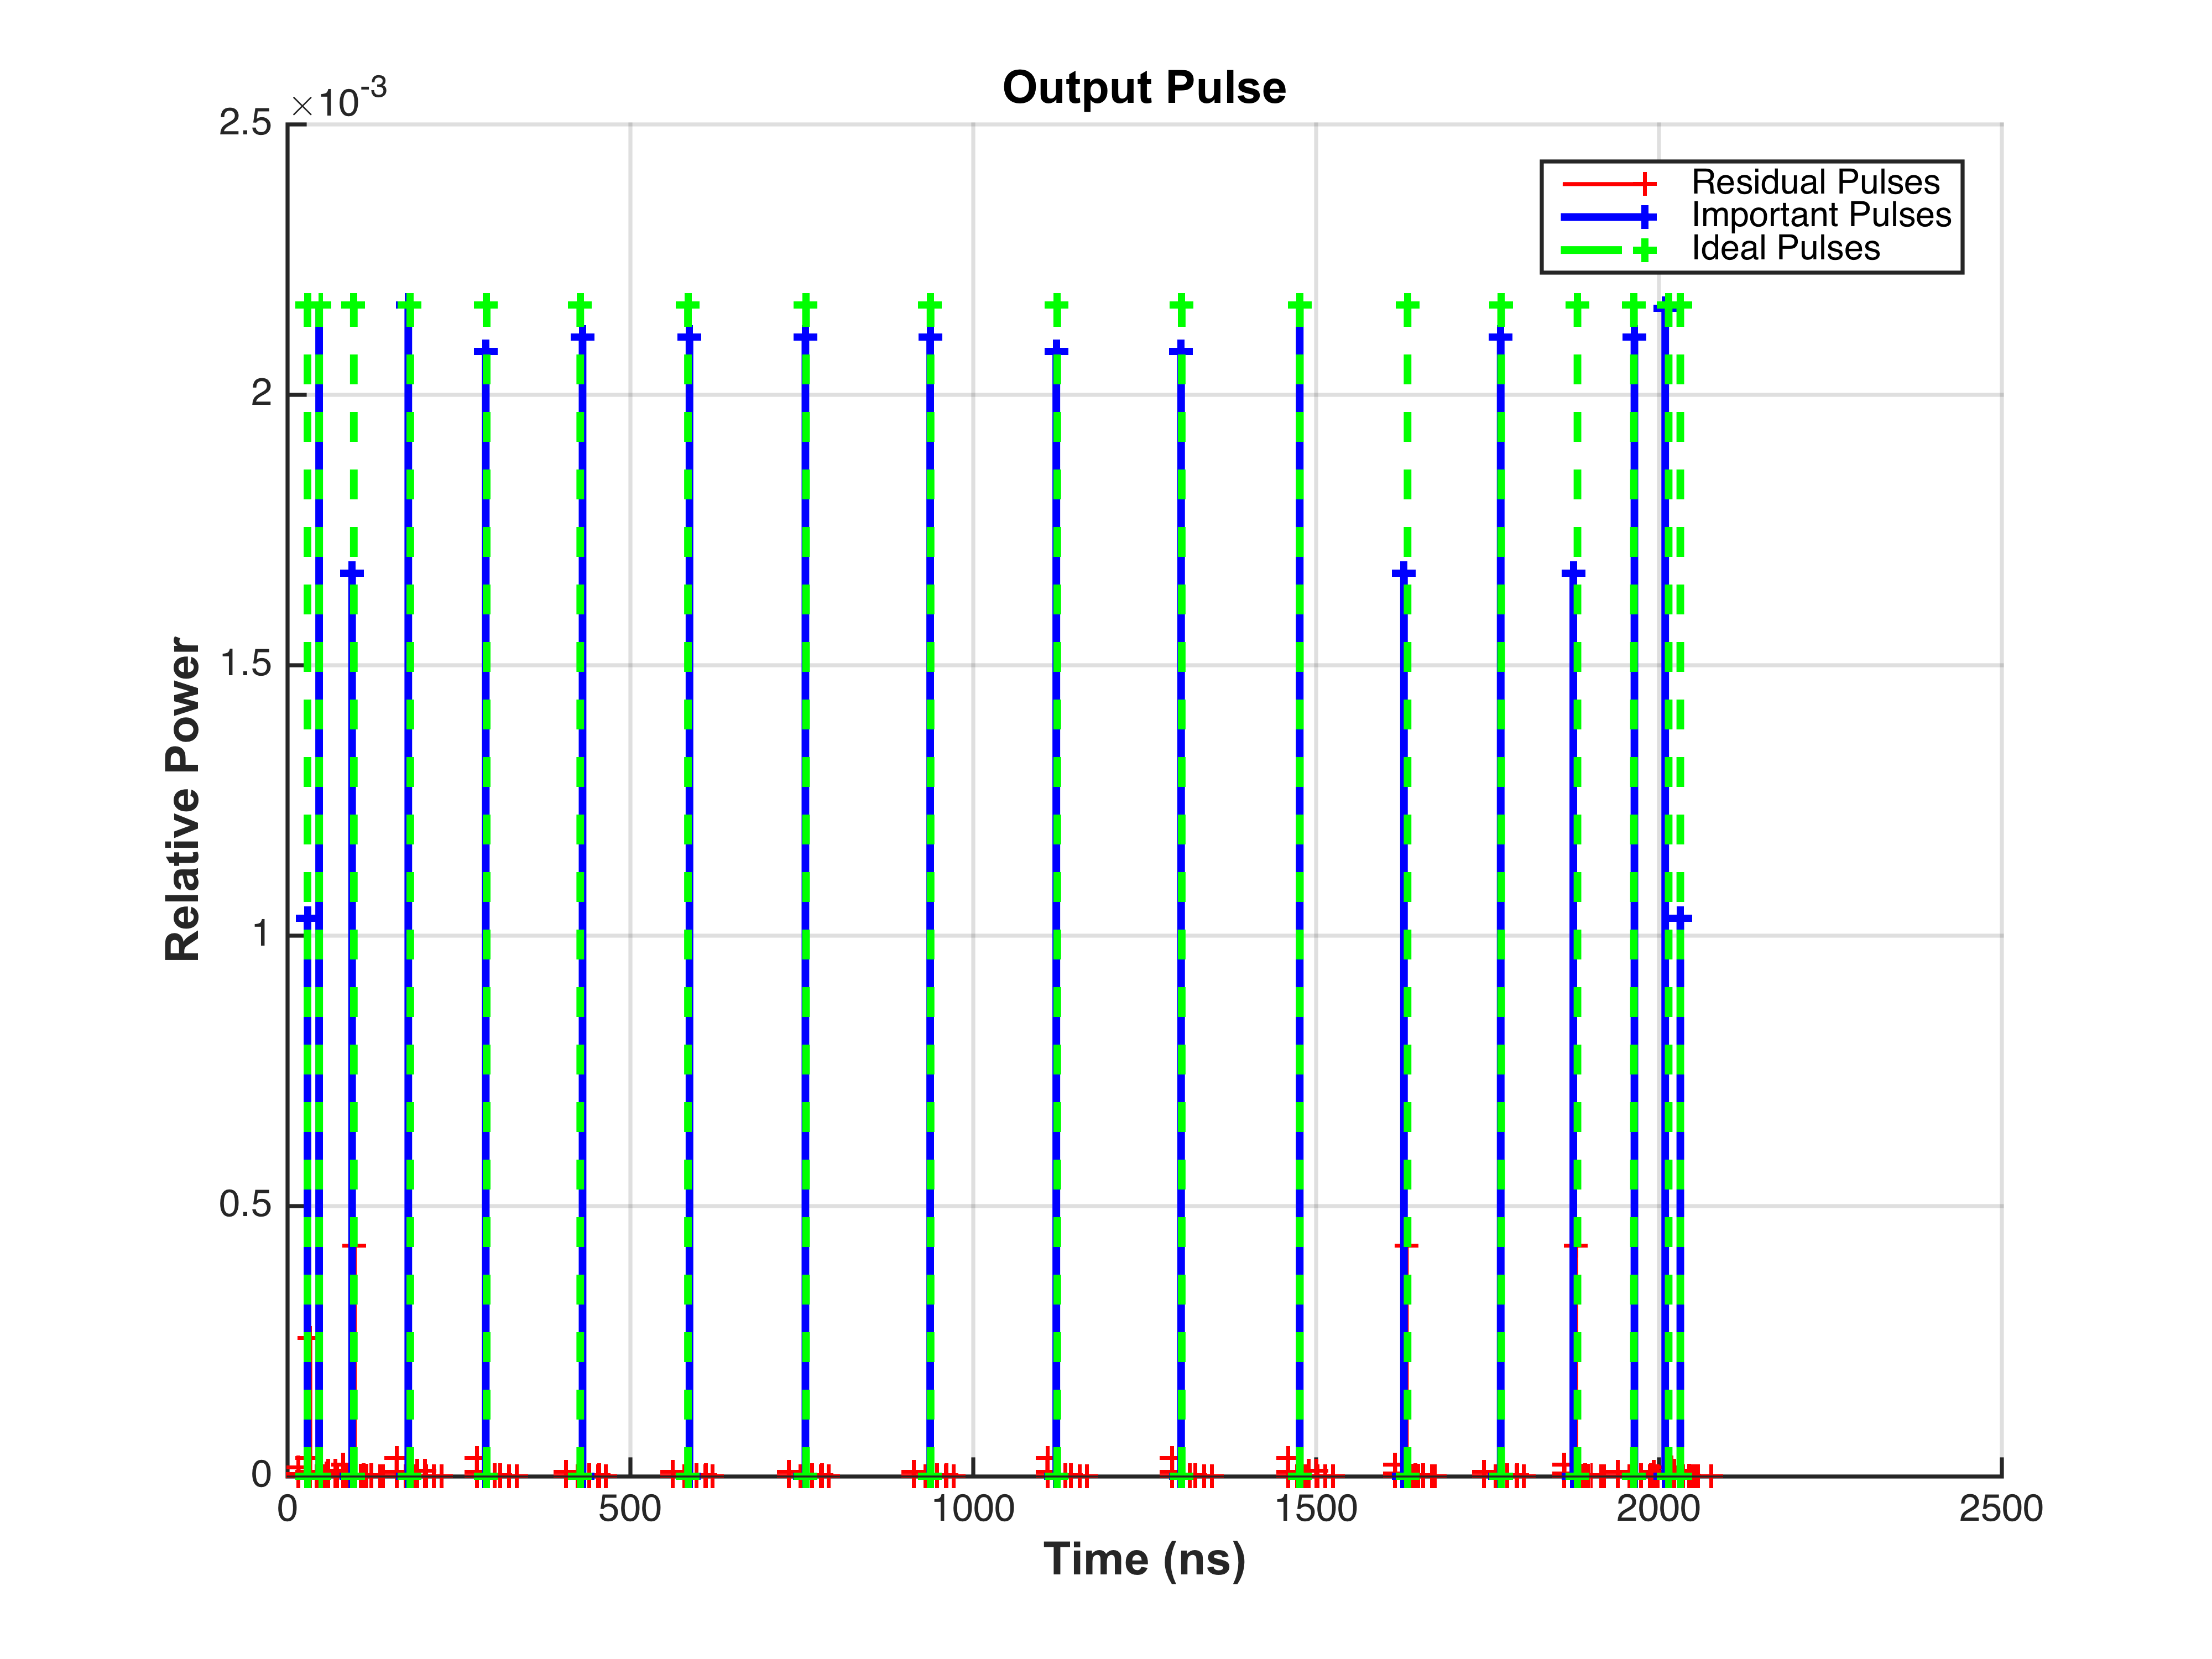 Output Pulse
×10-3
2.5
2
1.5
1
0.5
0
Relative Power
Residual Pulses
Important Pulses
Ideal Pulses
0 500 1000 1500 2000 2500
Time (ns)